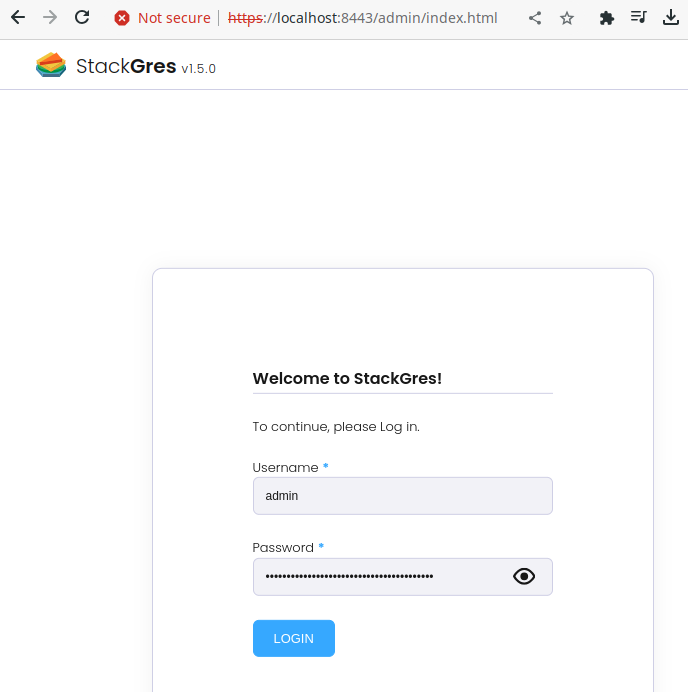 Not secure | https://localhost:8443/admin/index.html
StackGres v1.5.0
Welcome to StackGres!
To continue, please Log in.
Username *
admin
Password *
••••••••••••••••••••••••••••••••••••••••
LOGIN